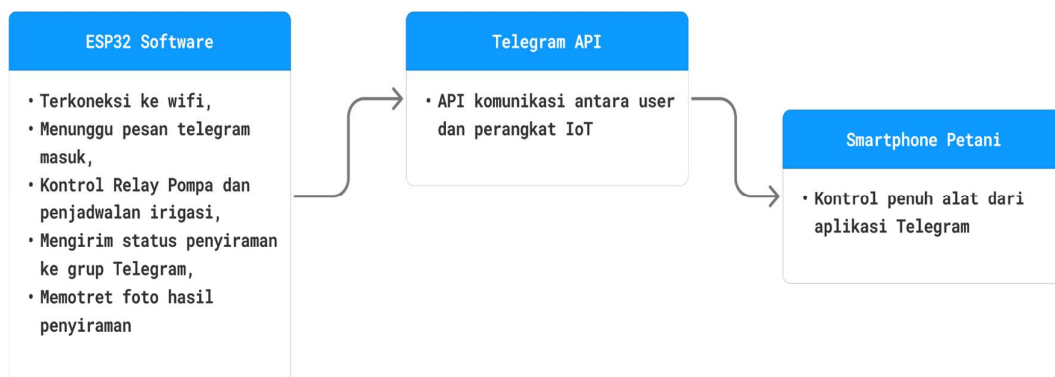 ESP32 Software
• Terkoneksi ke wifi,
• Menunggu pesan telegram
masuk,
• Kontrol Relay Pompa dan
penjadwalan irigasi,
• Mengirim status penyiraman
ke grup Telegram,
• Memotret foto hasil
penyiraman
Telegram API
• API komunikasi antara user
dan perangkat IoT
Smartphone Petani
• Kontrol penuh alat dari
aplikasi Telegram